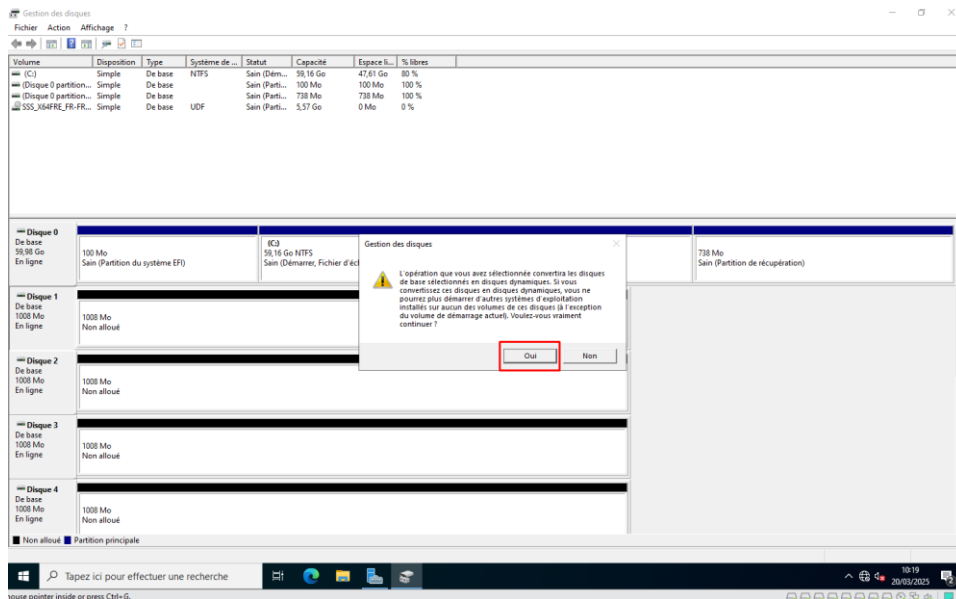 Gestion des disques
Fichier Action Affichage ?
Volume Disposition Type Système de ... Statut Capacité Espace li... % libres
(C:) Simple De base NTFS Sain (Dém... 59,16 Go 47,61 Go 80 %
(Disque 0 partition... Simple De base Sain (Parti... 100 Mo 100 Mo 100 %
(Disque 0 partition... Simple De base Sain (Parti... 738 Mo 738 Mo 100 %
SSS_X64FRE_FR-FR... Simple De base UDF Sain (Parti... 5,57 Go 0 Mo 0 %
Disque 0
De base
59,98 Go
En ligne
100 Mo
Sain (Partition du système EFI)
(C:)
59,16 Go NTFS
Sain (Démarrer, Fichier d'écl
738 Mo
Sain (Partition de récupération)
Gestion des disques
L'opération que vous avez sélectionnée convertira les disques
de base sélectionnés en disques dynamiques. Si vous
convertissez ces disques en disques dynamiques, vous ne
pourrez plus démarrer d'autres systèmes d'exploitation
installés sur aucun des volumes de ces disques (à l'exception
du volume de démarrage actuel). Voulez-vous vraiment
continuer ?
Oui Non
Disque 1
De base
1008 Mo
En ligne
1008 Mo
Non alloué
Disque 2
De base
1008 Mo
En ligne
1008 Mo
Non alloué
Disque 3
De base
1008 Mo
En ligne
1008 Mo
Non alloué
Disque 4
De base
1008 Mo
En ligne
1008 Mo
Non alloué
Non alloué Partition principale
Tapez ici pour effectuer une recherche
10:19
20/03/2025
2
ouse pointer inside or press Ctrl+G.